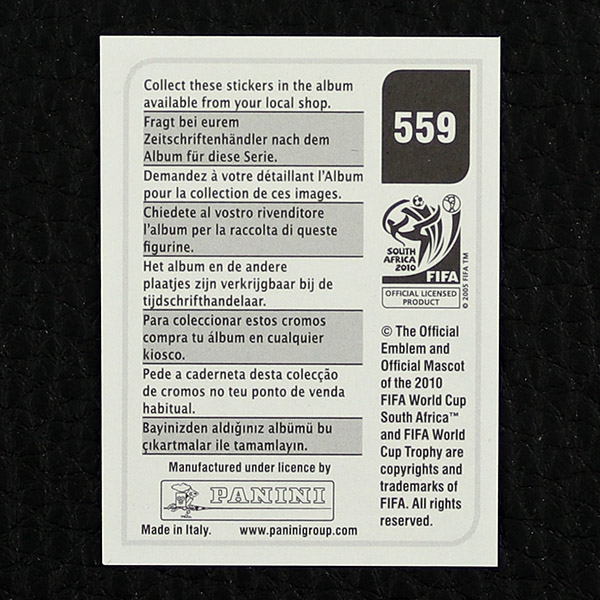 Collect these stickers in the album
available from your local shop.
Fragt bei eurem
Zeitschriftenhändler nach dem
Album für diese Serie.
Demandez à votre détaillant l'Album
pour la collection de ces images.
Chiedete al vostro rivenditore
l'album per la raccolta di queste
figurine.
Het album en de andere
plaatjes zijn verkrijgbaar bij de
tijdschrifthandelaar.
Para coleccionar estos cromos
compra tu álbum en cualquier
kiosco.
Pede a caderneta desta colecção
de cromos no teu ponto de venda
habitual.
Bayinizden aldığınız albümü bu
çıkartmalar ile tamamlayın.
Manufactured under licence by
PANINI
Made in Italy. www.paninigroup.com
559
SOUTH
AFRICA
2010
FIFA
OFFICIAL LICENSED
PRODUCT
© 2005 FIFA TM
© The Official
Emblem and
Official Mascot
of the 2010
FIFA World Cup
South Africa™
and FIFA World
Cup Trophy are
copyrights and
trademarks of
FIFA. All rights
reserved.